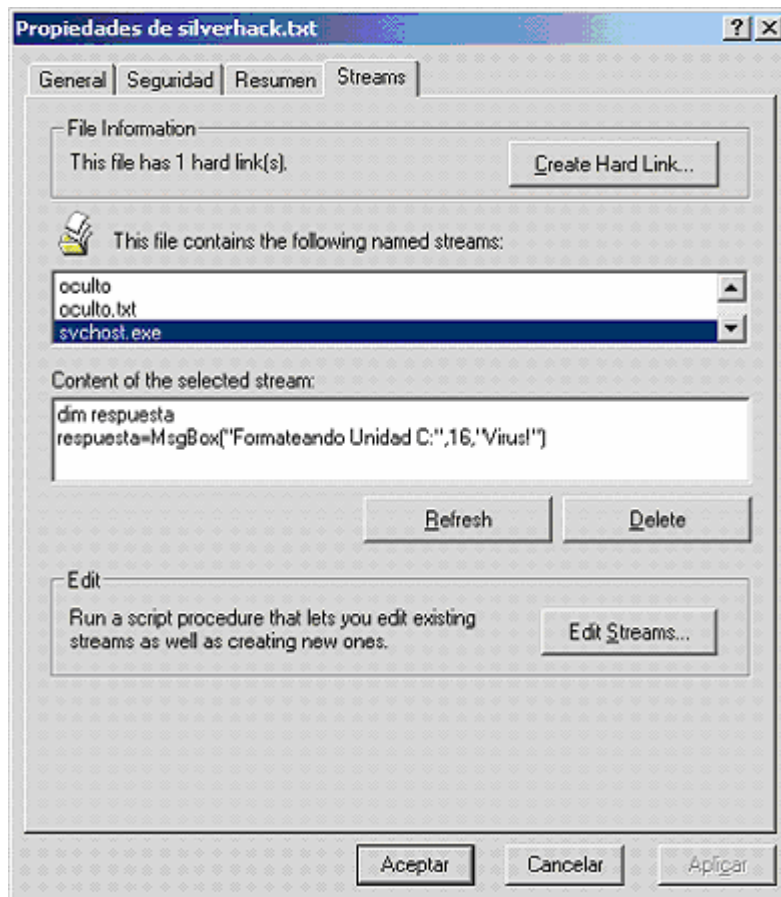 Propiedades de silverhack.txt
General Seguridad Resumen Streams
File Information
This file has 1 hard link(s).
Create Hard Link...
This file contains the following named streams:
oculto
oculto.txt
svchost.exe
Content of the selected stream:
dim respuesta
respuesta=MsgBox("Formateando Unidad C:",16,"Virus!")
Refresh Delete
Edit
Run a script procedure that lets you edit existing
streams as well as creating new ones.
Edit Streams...
Aceptar Cancelar Aplicar